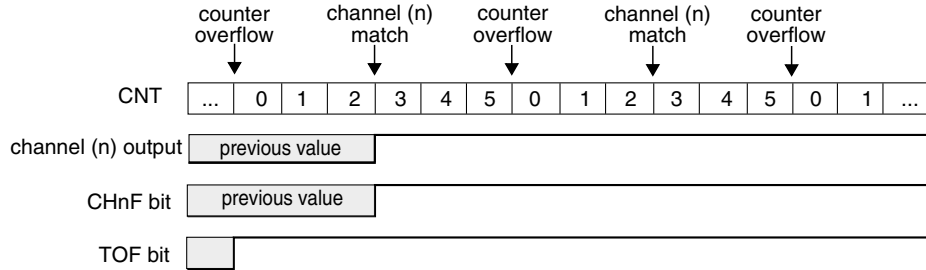 counter overflow
channel (n) match
counter overflow
channel (n) match
counter overflow
CNT ... 0 1 2 3 4 5 0 1 2 3 4 5 0 1 ...
channel (n) output previous value
CHnF bit previous value
TOF bit